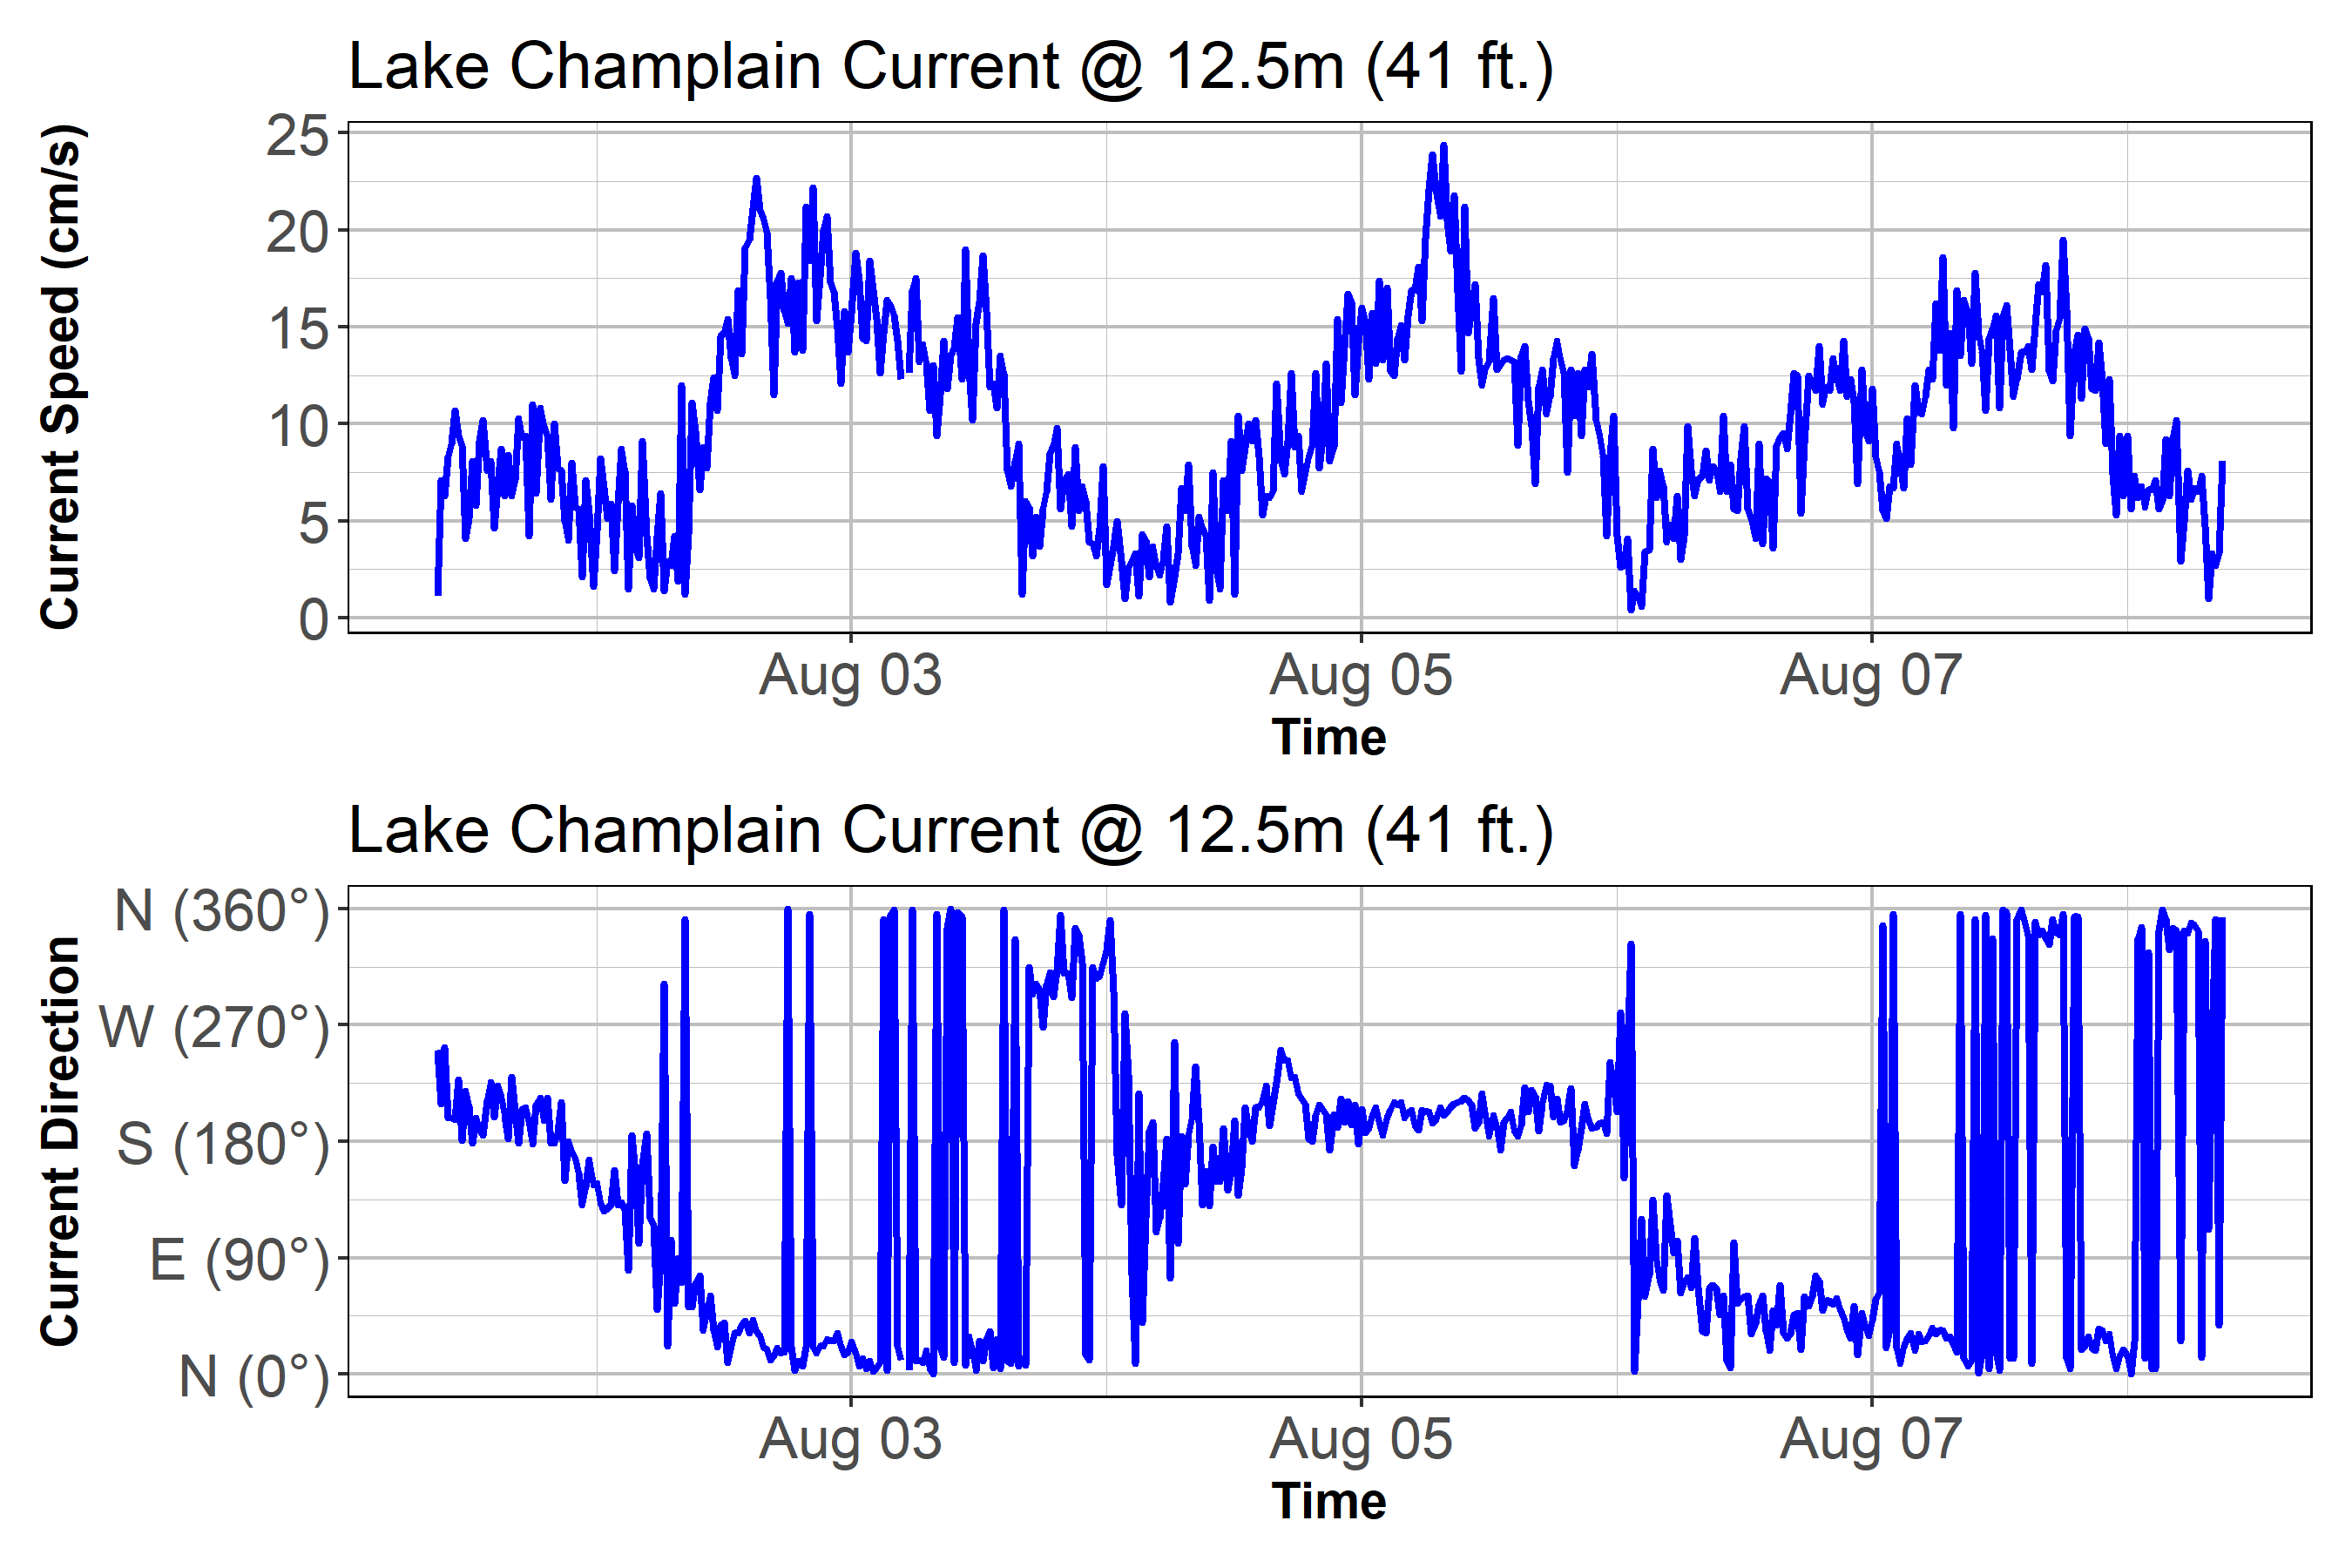 Lake Champlain Current @ 12.5m (41 ft.)
Current Speed (cm/s)
25
20
15
10
5
0
Aug 03
Aug 05
Aug 07
Time
Lake Champlain Current @ 12.5m (41 ft.)
Current Direction
N (360°)
W (270°)
S (180°)
E (90°)
N (0°)
Aug 03
Aug 05
Aug 07
Time